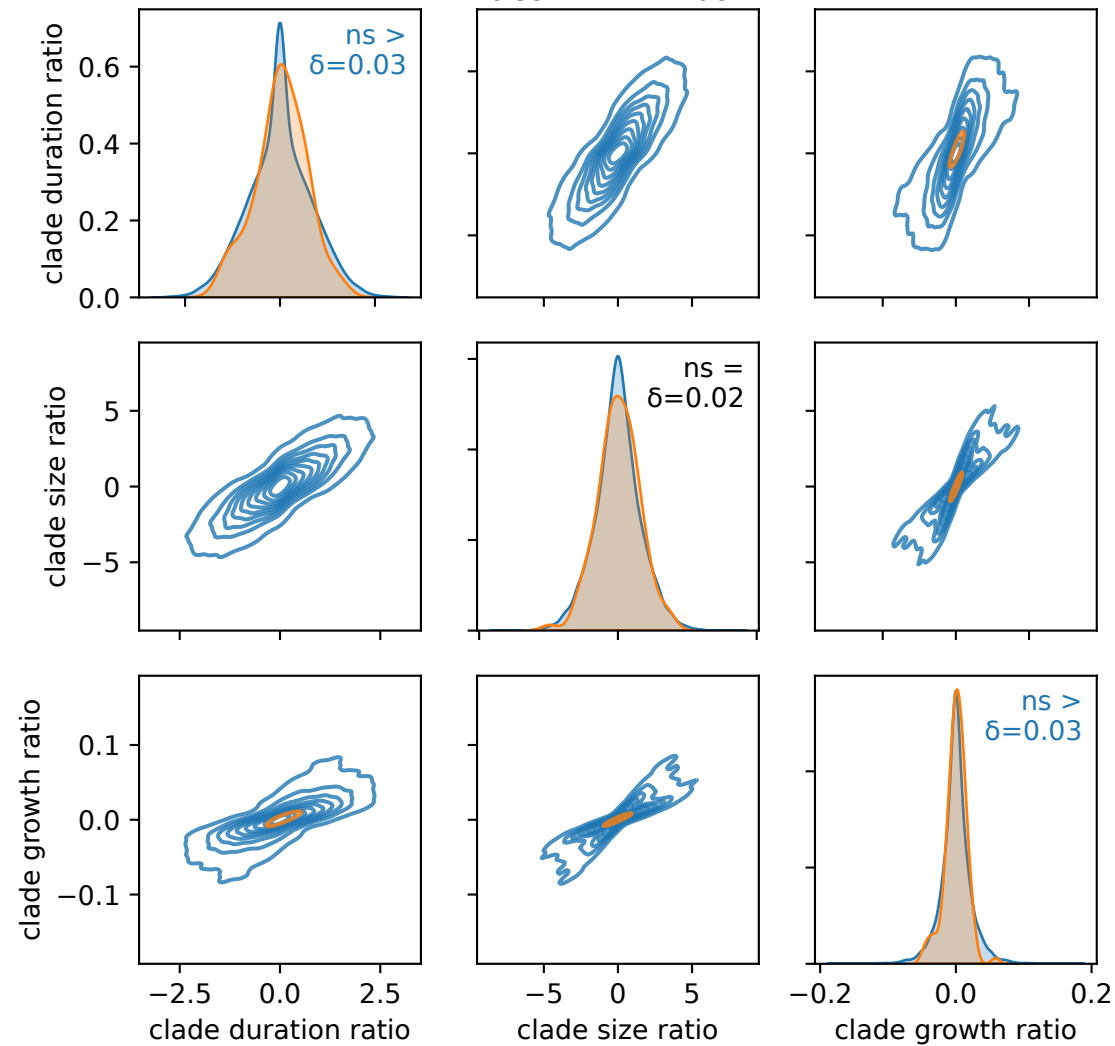 ns >
δ=0.03
clade duration ratio
0.6
0.4
0.2
0.0
ns =
δ=0.02
clade size ratio
5
0
−5
ns >
δ=0.03
clade growth ratio
0.1
0.0
−0.1
−2.5 0.0 2.5 −5 0 5 −0.2 0.0 0.2
clade duration ratio clade size ratio clade growth ratio